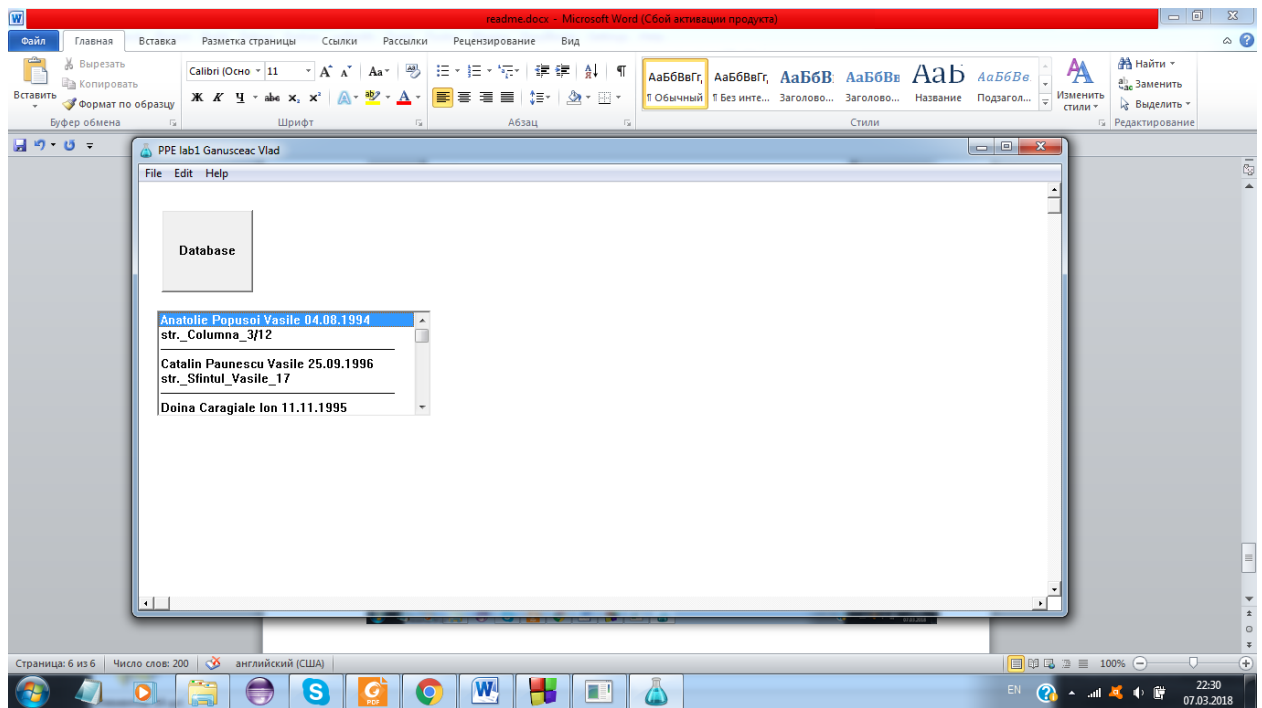 readme.docx - Microsoft Word (Сбой активации продукта)
Файл Главная Вставка Разметка страницы Ссылки Рассылки Рецензирование Вид
Вставить
Вырезать
Копировать
Формат по образцу
Буфер обмена
Calibri (Осно 11
Ж К Ч abe x, x²
Шрифт
Абзац
АаБбВвГг, АаБбВвГг, АаБбВ АаБбВв АаБ АаБбВв
¶ Обычный ¶ Без инте... Заголово... Заголово... Название Подзагол...
Изменить стили
Стили
Найти
Заменить
Выделить
Редактирование
PPE lab1 Ganusceac Vlad
File Edit Help
Database
Anatolie Popusoi Vasile 04.08.1994
str._Columna_3/12
Catalin Paunescu Vasile 25.09.1996
str._Sfintul_Vasile_17
Doina Caragiale Ion 11.11.1995
Страница: 6 из 6 Число слов: 200 английский (США) 100%
EN 22:30
07.03.2018